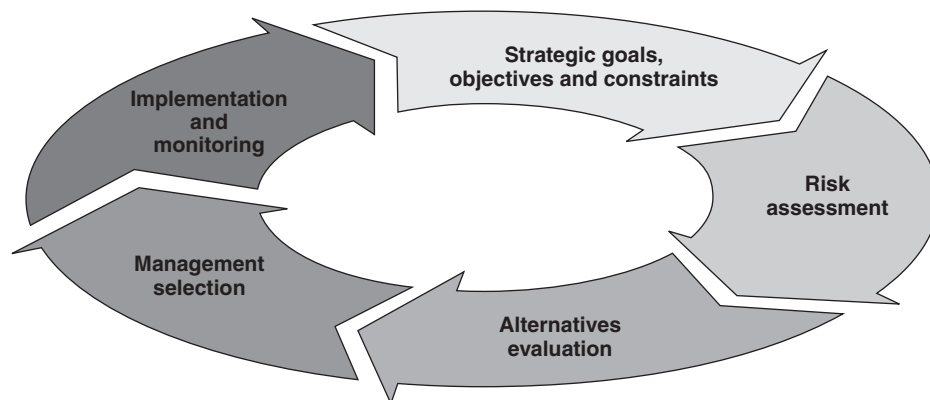 Strategic goals,
objectives and constraints
Risk
assessment
Alternatives
evaluation
Management
selection
Implementation
and
monitoring